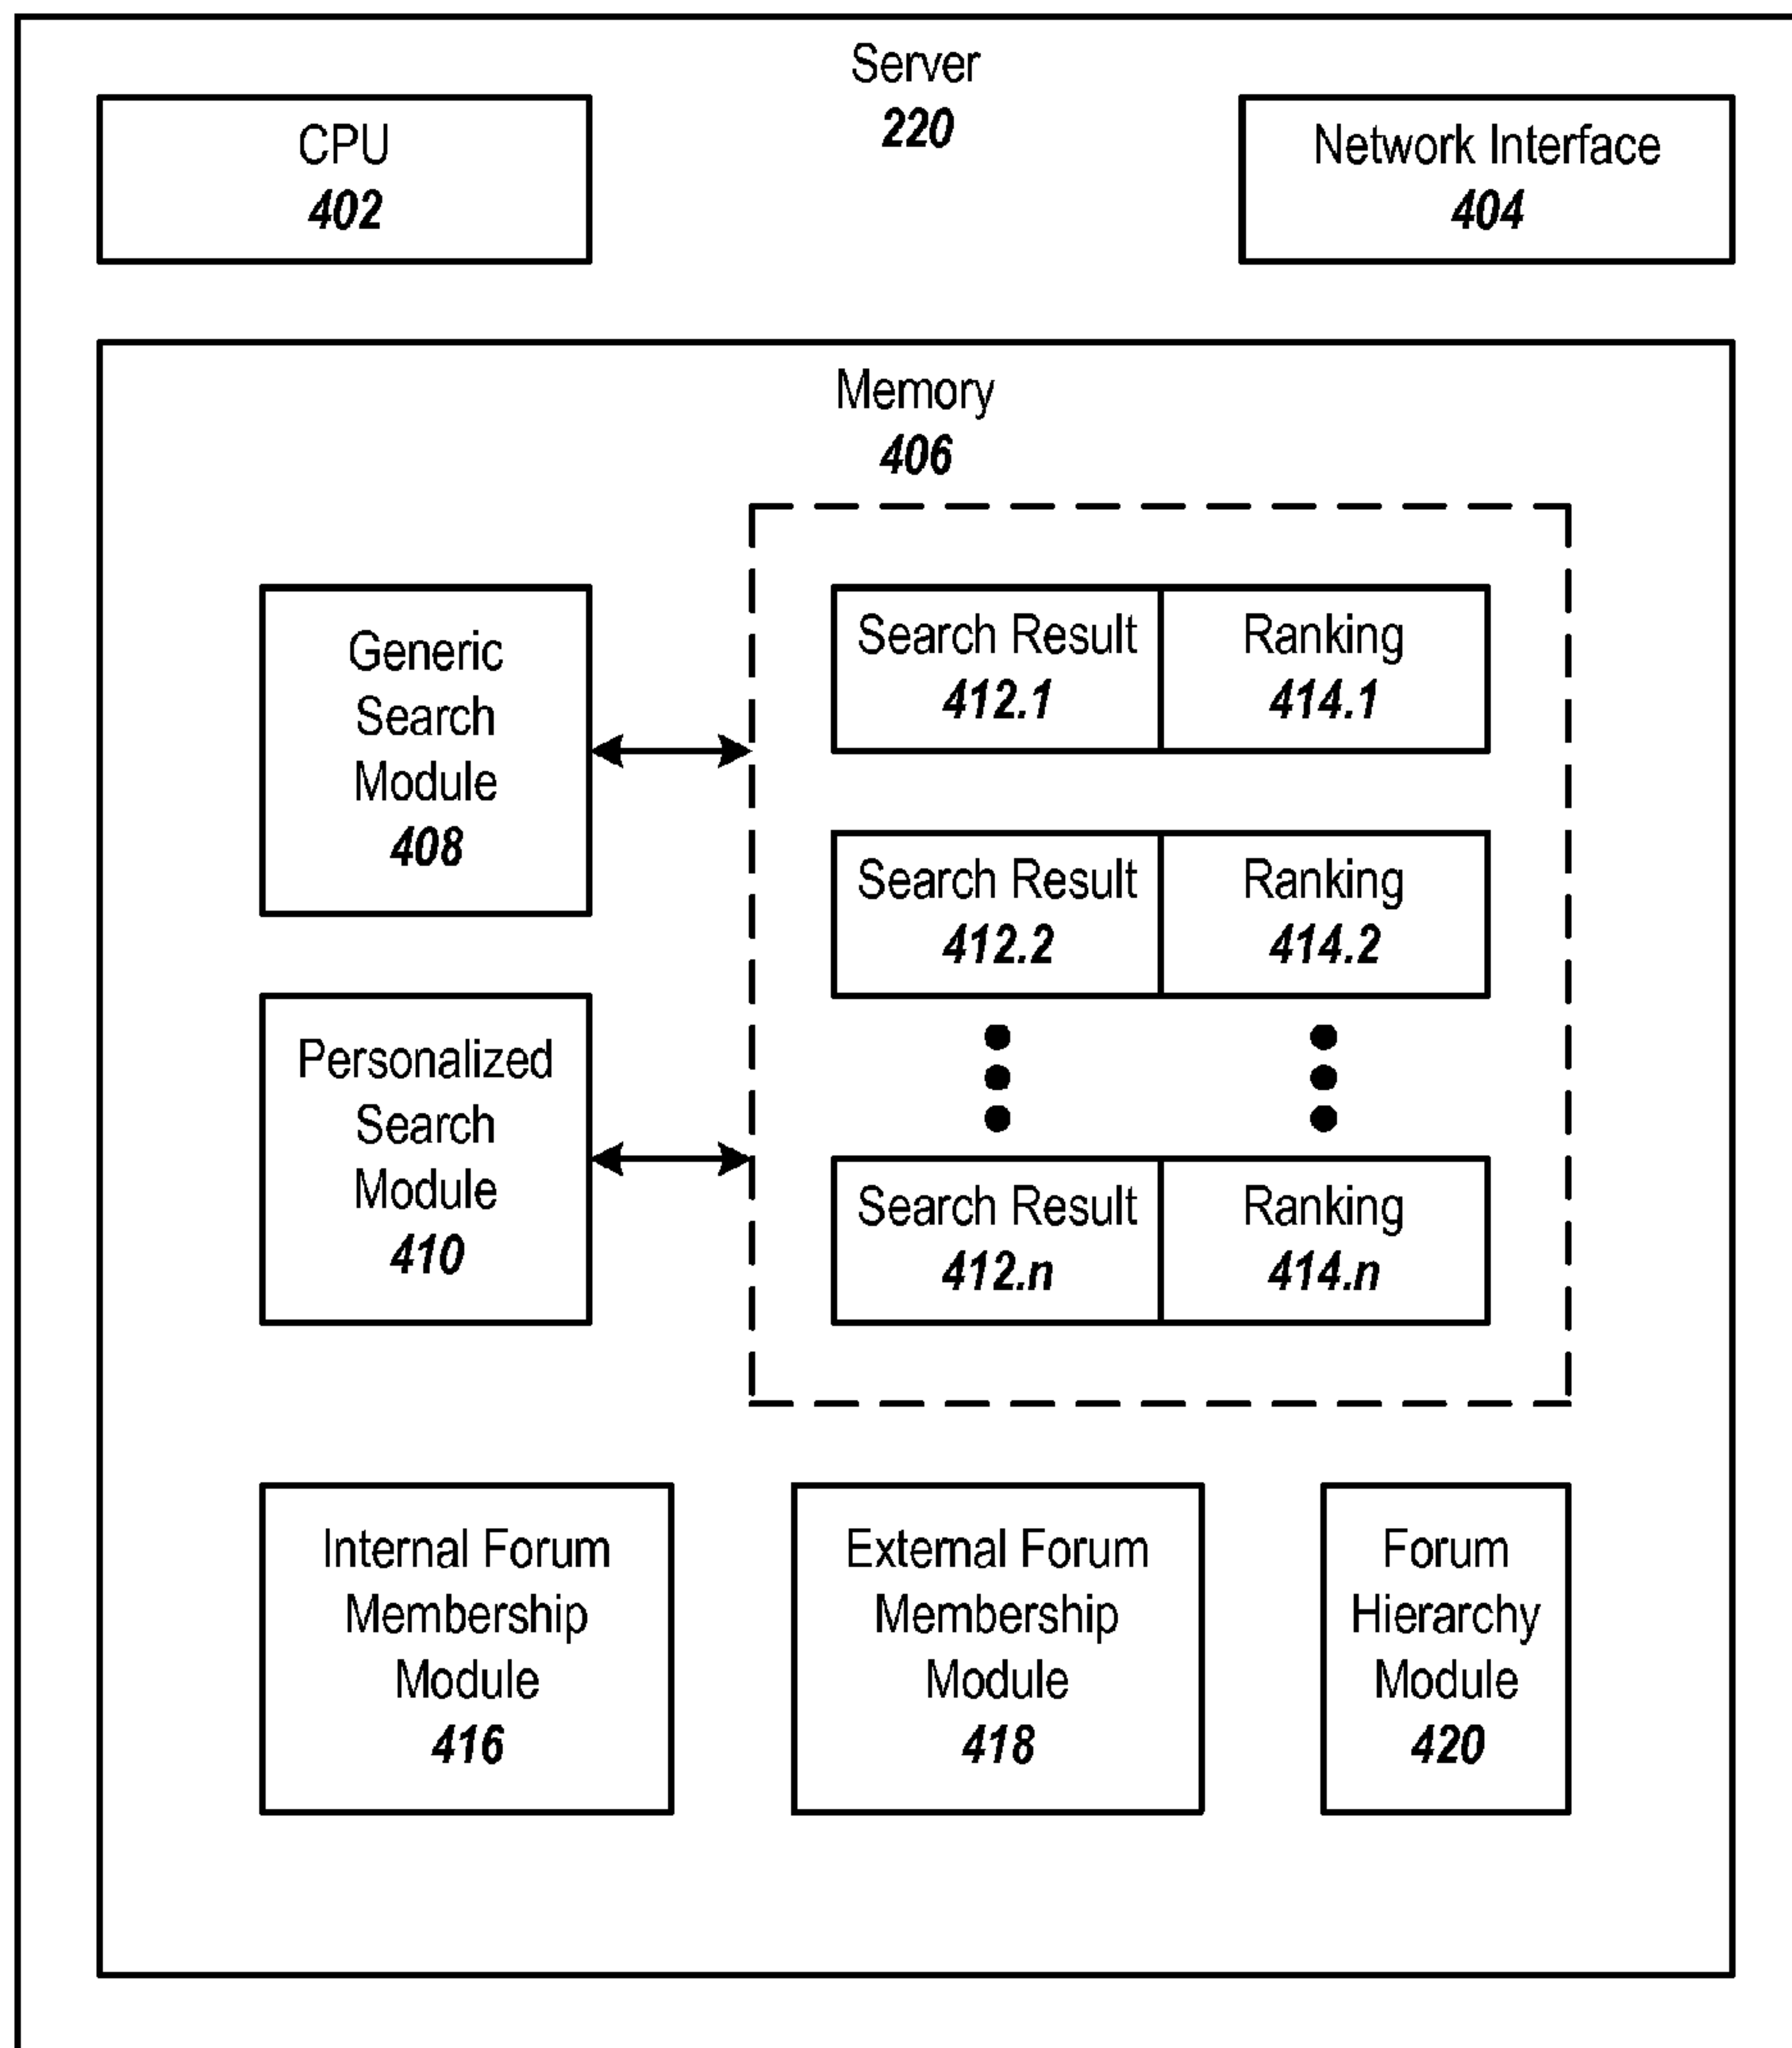 Server
220
CPU
402
Network Interface
404
Memory
406
Generic
Search
Module
408
Search Result
412.1
Ranking
414.1
Search Result
412.2
Ranking
414.2
Personalized
Search
Module
410
Search Result
412.n
Ranking
414.n
Internal Forum
Membership
Module
416
External Forum
Membership
Module
418
Forum
Hierarchy
Module
420